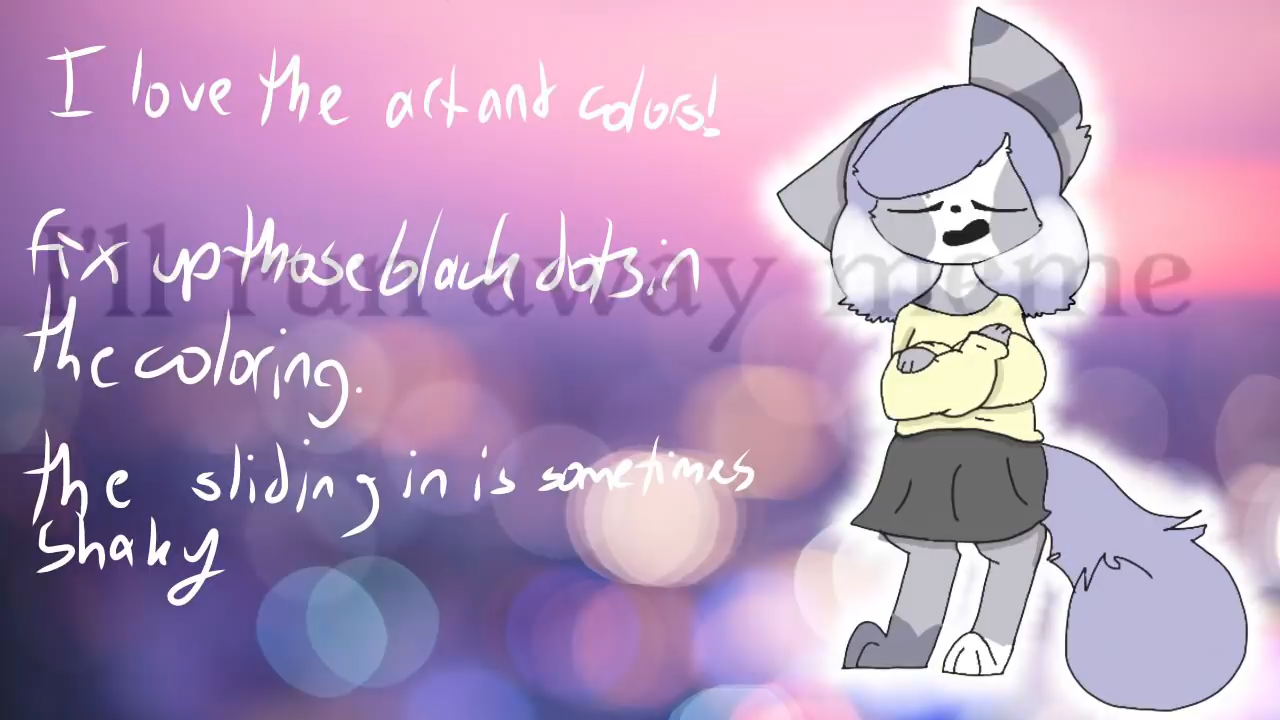 I love the art and colors!
fix up those black dots in
I'll run away meme
the coloring.
the sliding in is sometimes
shaky